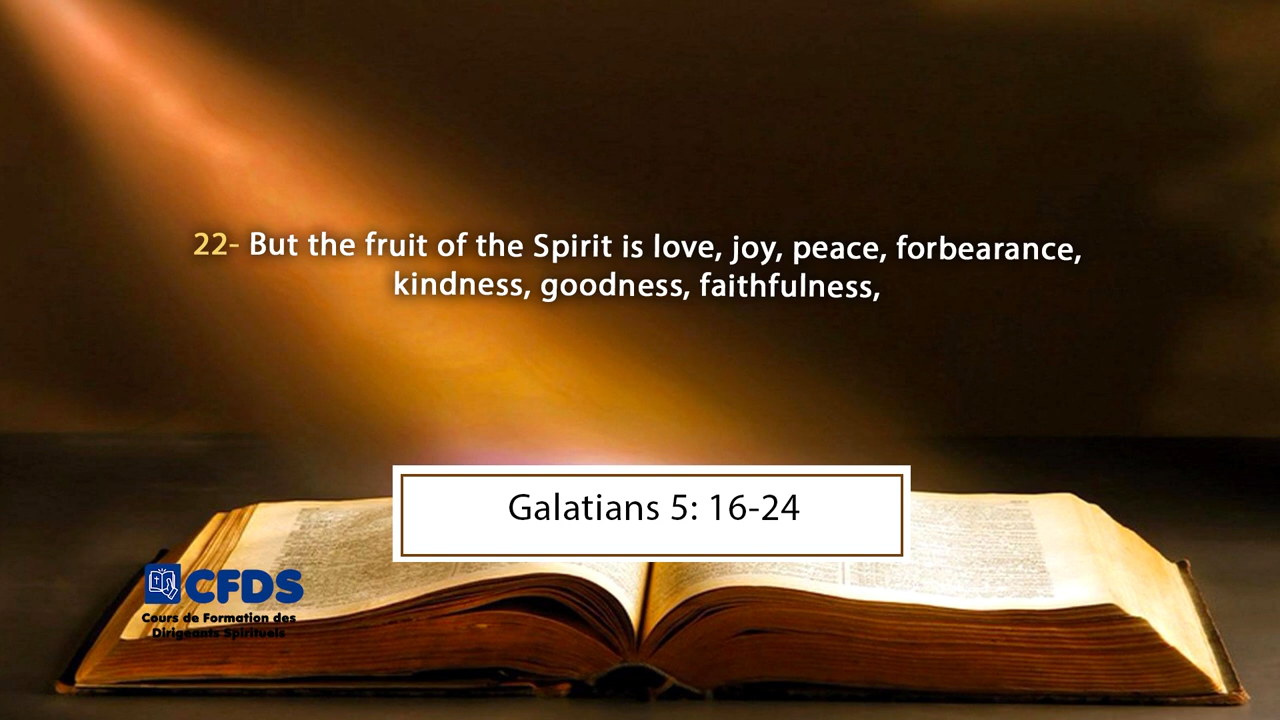 22- But the fruit of the Spirit is love, joy, peace, forbearance,
kindness, goodness, faithfulness,
Galatians 5: 16-24
CFDS
Cours de Formation des
Dirigeants Spirituels